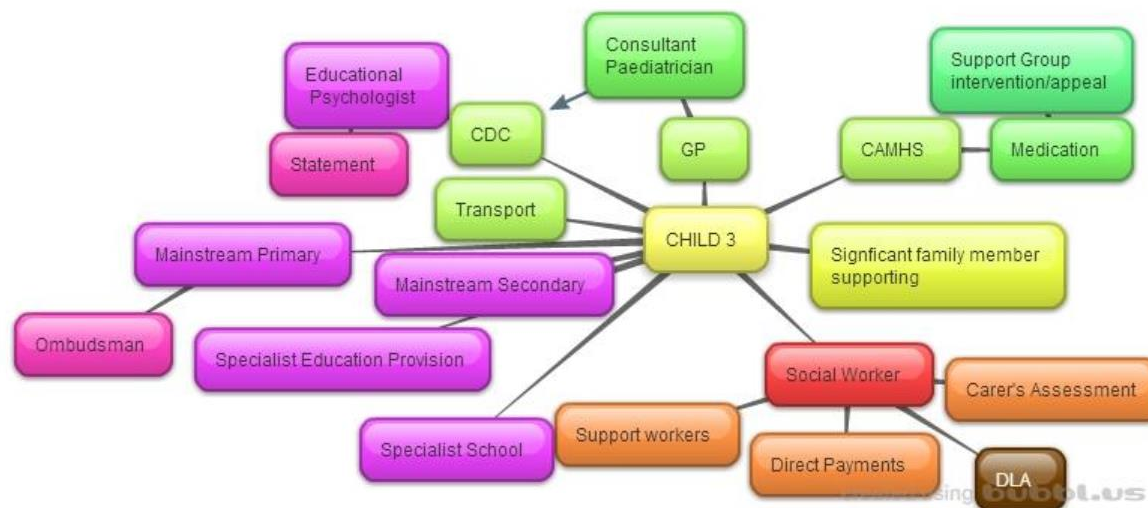 Consultant
Paediatrician
Support Group
intervention/appeal
Educational
Psychologist
CDC
GP
CAMHS
Medication
Statement
Transport
CHILD 3
Mainstream Primary
Signficant family member
supporting
Mainstream Secondary
Ombudsman
Specialist Education Provision
Social Worker
Carer's Assessment
Support workers
Specialist School
Direct Payments
DLA
using bubbl.us